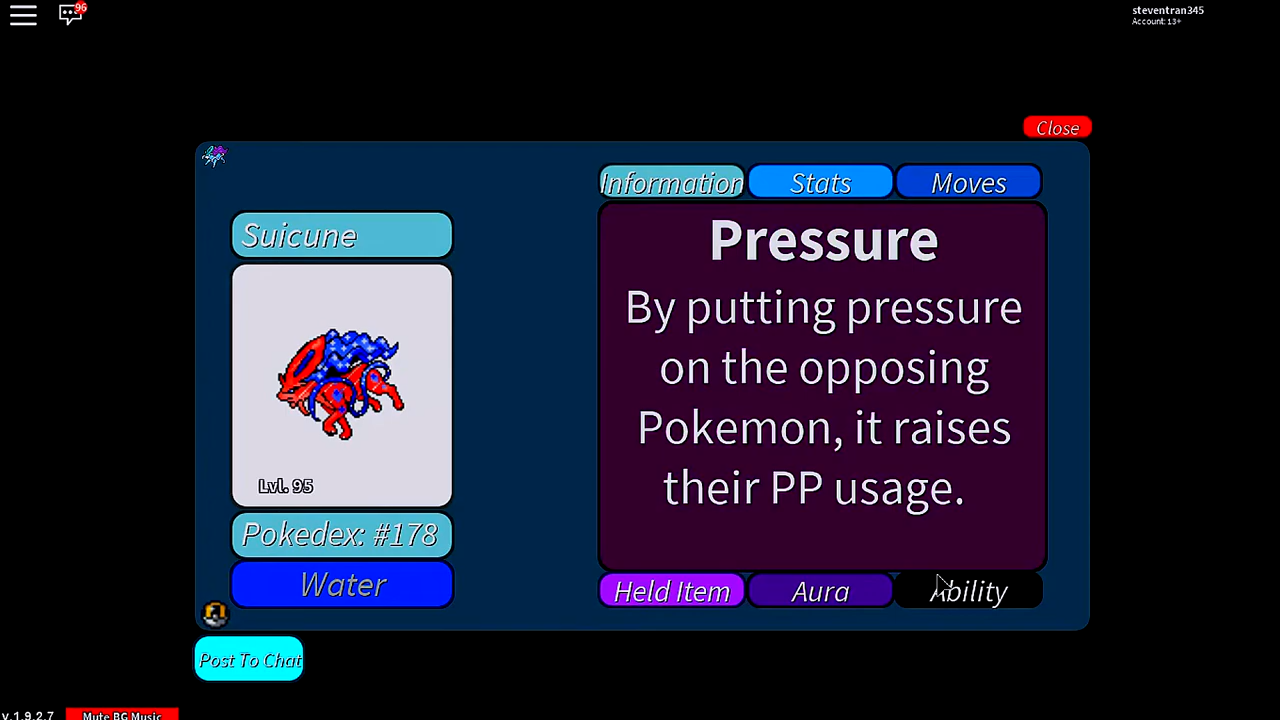 96
steventran345
Account: 13+
Close
Information
Stats
Moves
Suicune
Pressure
By putting pressure
on the opposing
Pokemon, it raises
their PP usage.
Lvl. 95
Pokedex: #178
Water
Held Item
Aura
Ability
Post To Chat
v.1.9.2.7
Mute BG Music